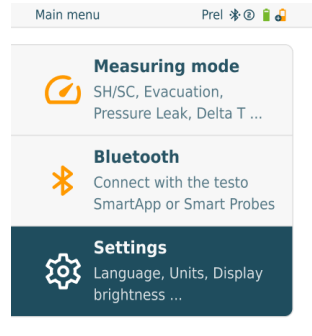 Main menu Prel 2
Measuring mode
SH/SC, Evacuation,
Pressure Leak, Delta T ...
Bluetooth
Connect with the testo
SmartApp or Smart Probes
Settings
Language, Units, Display
brightness ...